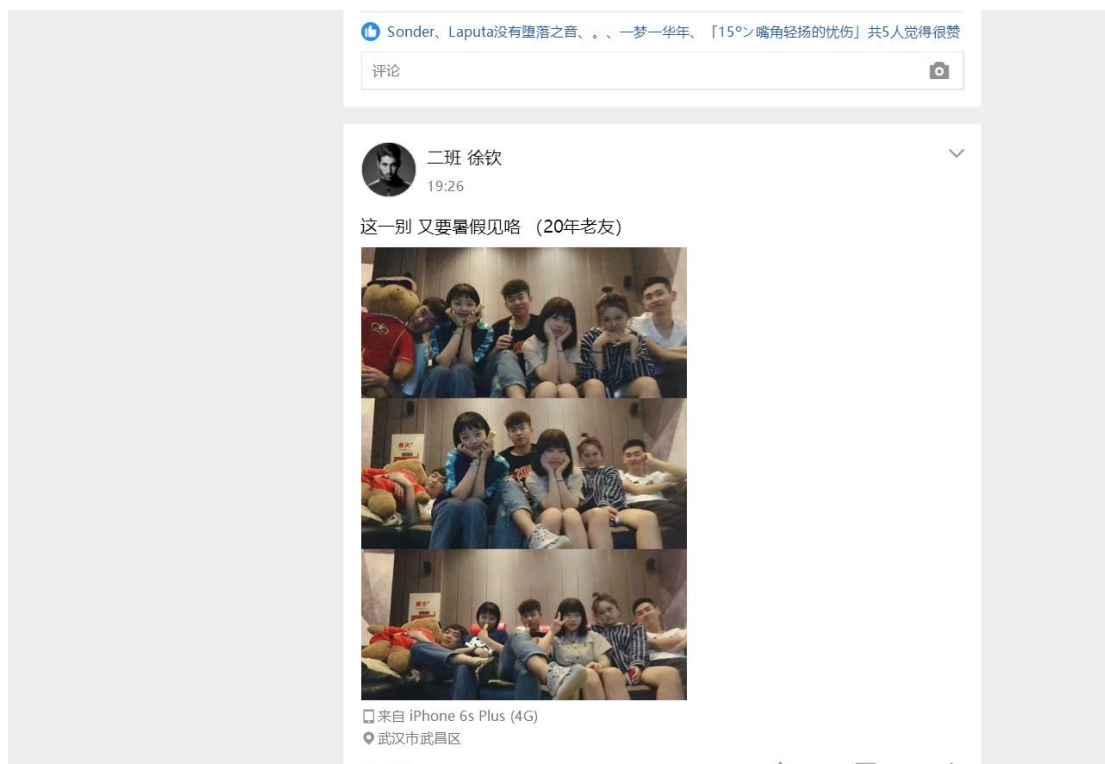 Sonder、Laputa没有堕落之音、。、一梦一华年、「15°ン嘴角轻扬的忧伤」共5人觉得很赞
评论
二班 徐钦
19:26
这一别 又要暑假见咯 （20年老友）
来自 iPhone 6s Plus (4G)
武汉市武昌区